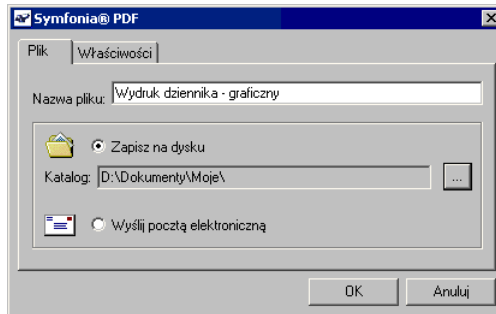 Symfonia® PDF
Plik Właściwości
Nazwa pliku: Wydruk dziennika - graficzny
Zapisz na dysku
Katalog: D:\Dokumenty\Moje\ ...
Wyślij pocztą elektroniczną
OK Anuluj